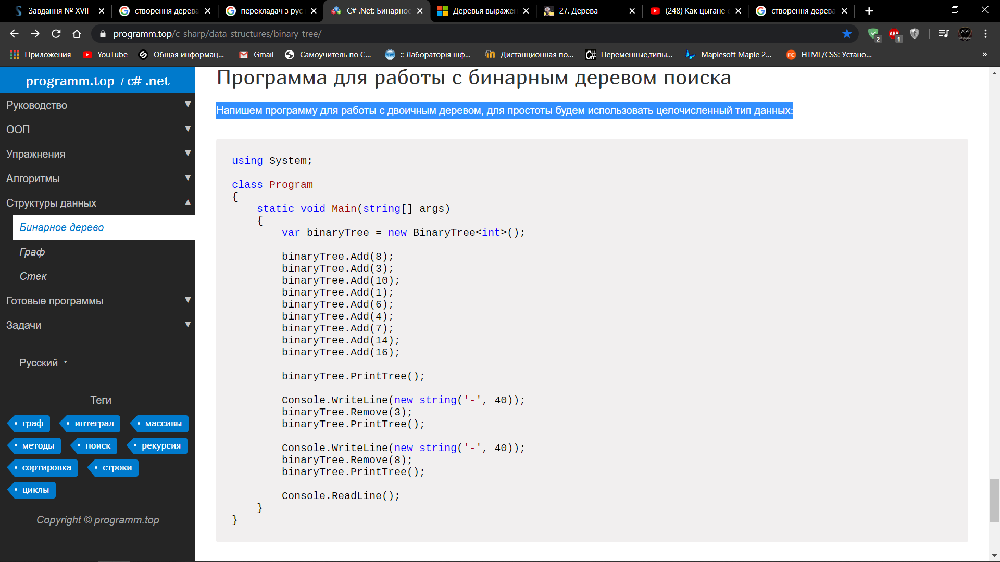 Завдання № XVII
створення дерева
перекладач з рус
C# .Net: Бинарное
Деревья выражен
27. Дерева
(248) Как цыгане
створення дерева
programm.top/c-sharp/data-structures/binary-tree/
2
ABP
1
F.P.
Приложения
YouTube
Общая информац...
Gmail
Самоучитель по С...
:: Лабораторія інф...
Дистанционная по...
C#
Переменные,типы...
Maplesoft Maple 2...
FC
HTML/CSS: Устано...
»
programm.top / c# .net
Руководство
ООП
Упражнения
Алгоритмы
Структуры данных
Бинарное дерево
Граф
Стек
Готовые программы
Задачи
Русский
Теги
• граф
• интеграл
• массивы
• методы
• поиск
• рекурсия
• сортировка
• строки
• циклы
Copyright © programm.top
Программа для работы с бинарным деревом поиска
Напишем программу для работы с двоичным деревом, для простоты будем использовать целочисленный тип данных:
using System;
class Program
{
static void Main(string[] args)
{
var binaryTree = new BinaryTree<int>();
binaryTree.Add(8);
binaryTree.Add(3);
binaryTree.Add(10);
binaryTree.Add(1);
binaryTree.Add(6);
binaryTree.Add(4);
binaryTree.Add(7);
binaryTree.Add(14);
binaryTree.Add(16);
binaryTree.PrintTree();
Console.WriteLine(new string('-', 40));
binaryTree.Remove(3);
binaryTree.PrintTree();
Console.WriteLine(new string('-', 40));
binaryTree.Remove(8);
binaryTree.PrintTree();
Console.ReadLine();
}
}